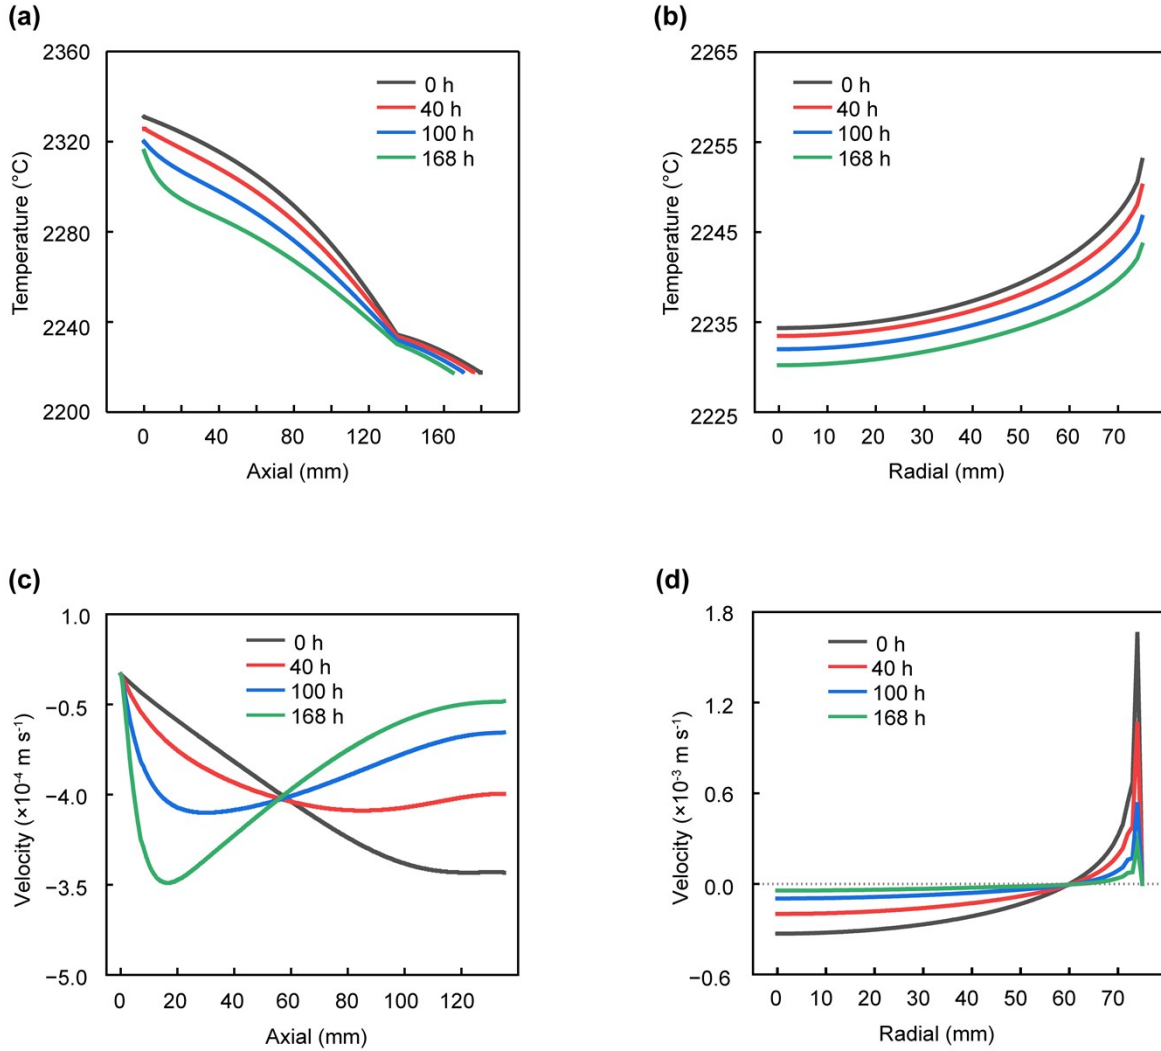 (a)
2360
2320
2280
2240
2200
Temperature (°C)
0 h
40 h
100 h
168 h
0 40 80 120 160
Axial (mm)
(b)
2265
2255
2245
2235
2225
Temperature (°C)
0 h
40 h
100 h
168 h
0 10 20 30 40 50 60 70
Radial (mm)
(c)
1.0
−0.5
−4.0
−3.5
−5.0
Velocity (×10⁻⁴ m s⁻¹)
0 h
40 h
100 h
168 h
0 20 40 60 80 100 120
Axial (mm)
(d)
1.8
1.2
0.6
0.0
−0.6
Velocity (×10⁻³ m s⁻¹)
0 h
40 h
100 h
168 h
0 10 20 30 40 50 60 70
Radial (mm)